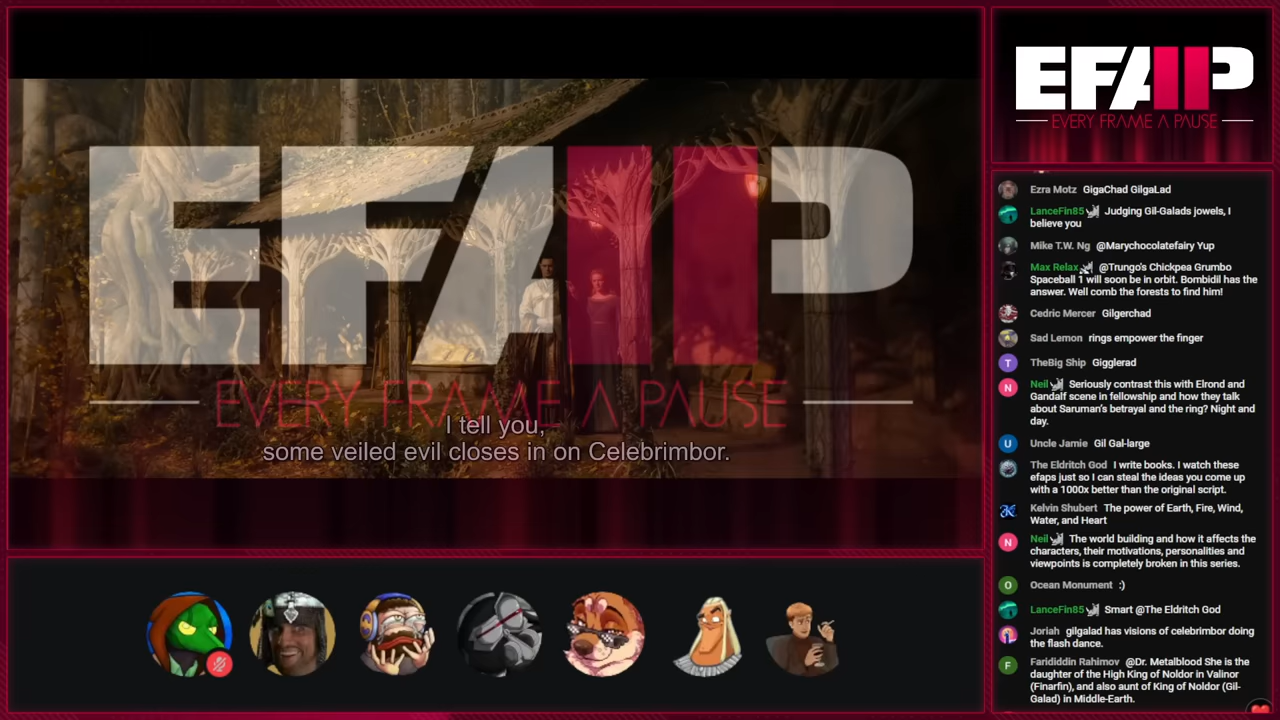 EFAIIP
EVERY FRAME A PAUSE
I tell you,
some veiled evil closes in on Celebrimbor.
EFAIIP
EVERY FRAME A PAUSE
Ezra Motz GigaChad GilgaLad
LanceFin85 Judging Gil-Galads jowels, I
believe you
Mike T.W. Ng @Marychocolatefairy Yup
Max Relax @Trungo's Chickpea Grumbo
Spaceball 1 will soon be in orbit. Bombidil has the
answer. Well comb the forests to find him!
Cedric Mercer Gilgerchad
Sad Lemon rings empower the finger
T
TheBig Ship Gigglerad
N
Neil Seriously contrast this with Elrond and
Gandalf scene in fellowship and how they talk
about Saruman's betrayal and the ring? Night and
day.
U
Uncle Jamie Gil Gal-large
The Eldritch God I write books. I watch these
efaps just so I can steal the ideas you come up
with a 1000x better than the original script.
Kelvin Shubert The power of Earth, Fire, Wind,
Water, and Heart
N
Neil The world building and how it affects the
characters, their motivations, personalities and
viewpoints is completely broken in this series.
O
Ocean Monument :)
LanceFin85 Smart @The Eldritch God
Joriah gilgalad has visions of celebrimbor doing
the flash dance.
F
Farididdin Rahimov @Dr. Metalblood She is the
daughter of the High King of Noldor in Valinor
(Finarfin), and also aunt of King of Noldor (Gil-
Galad) in Middle-Earth.